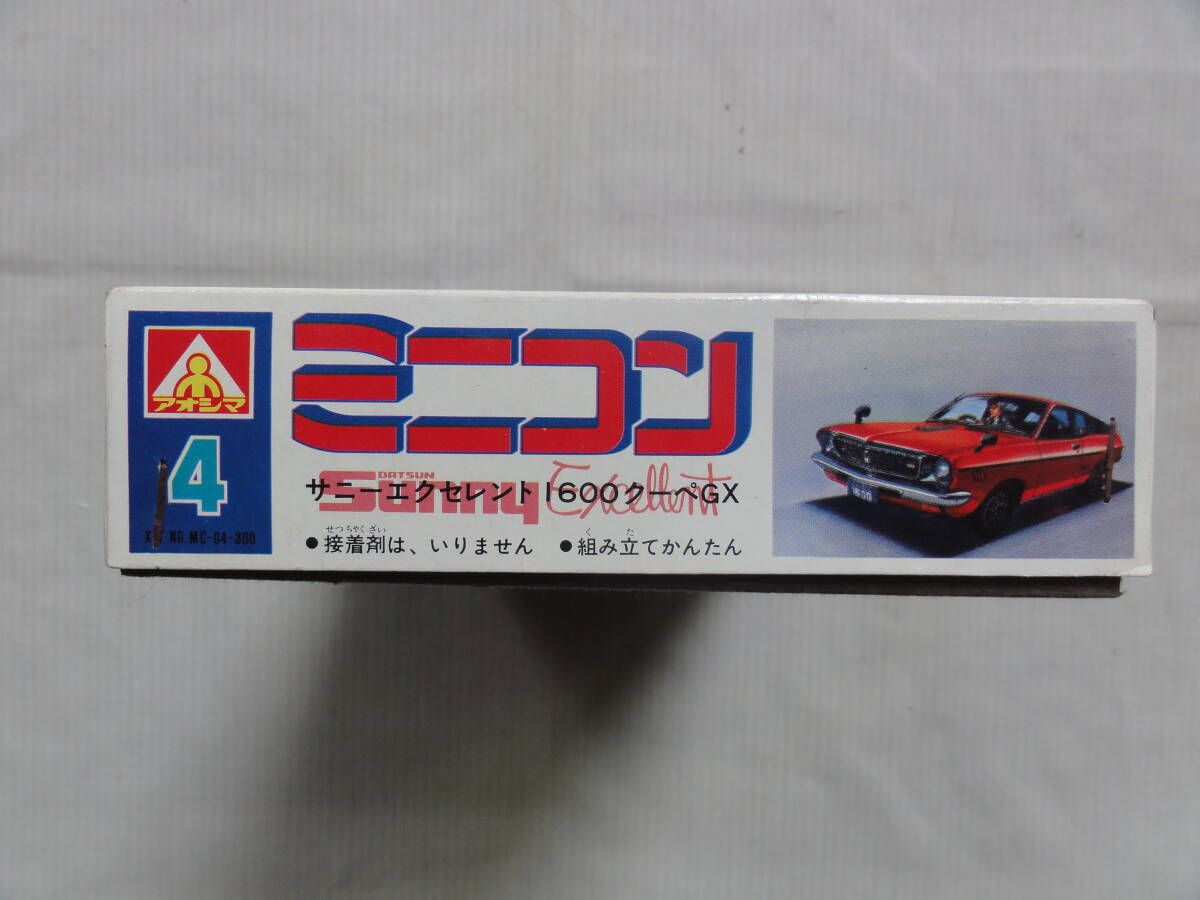 アオシマ
4
NO. MC-04-300
ミニコン
DATSUN
Sunny Excellent
サニーエクセレント1600クーペGX
せっちゃくざい く た
●接着剤は、いりません ●組み立てかんたん